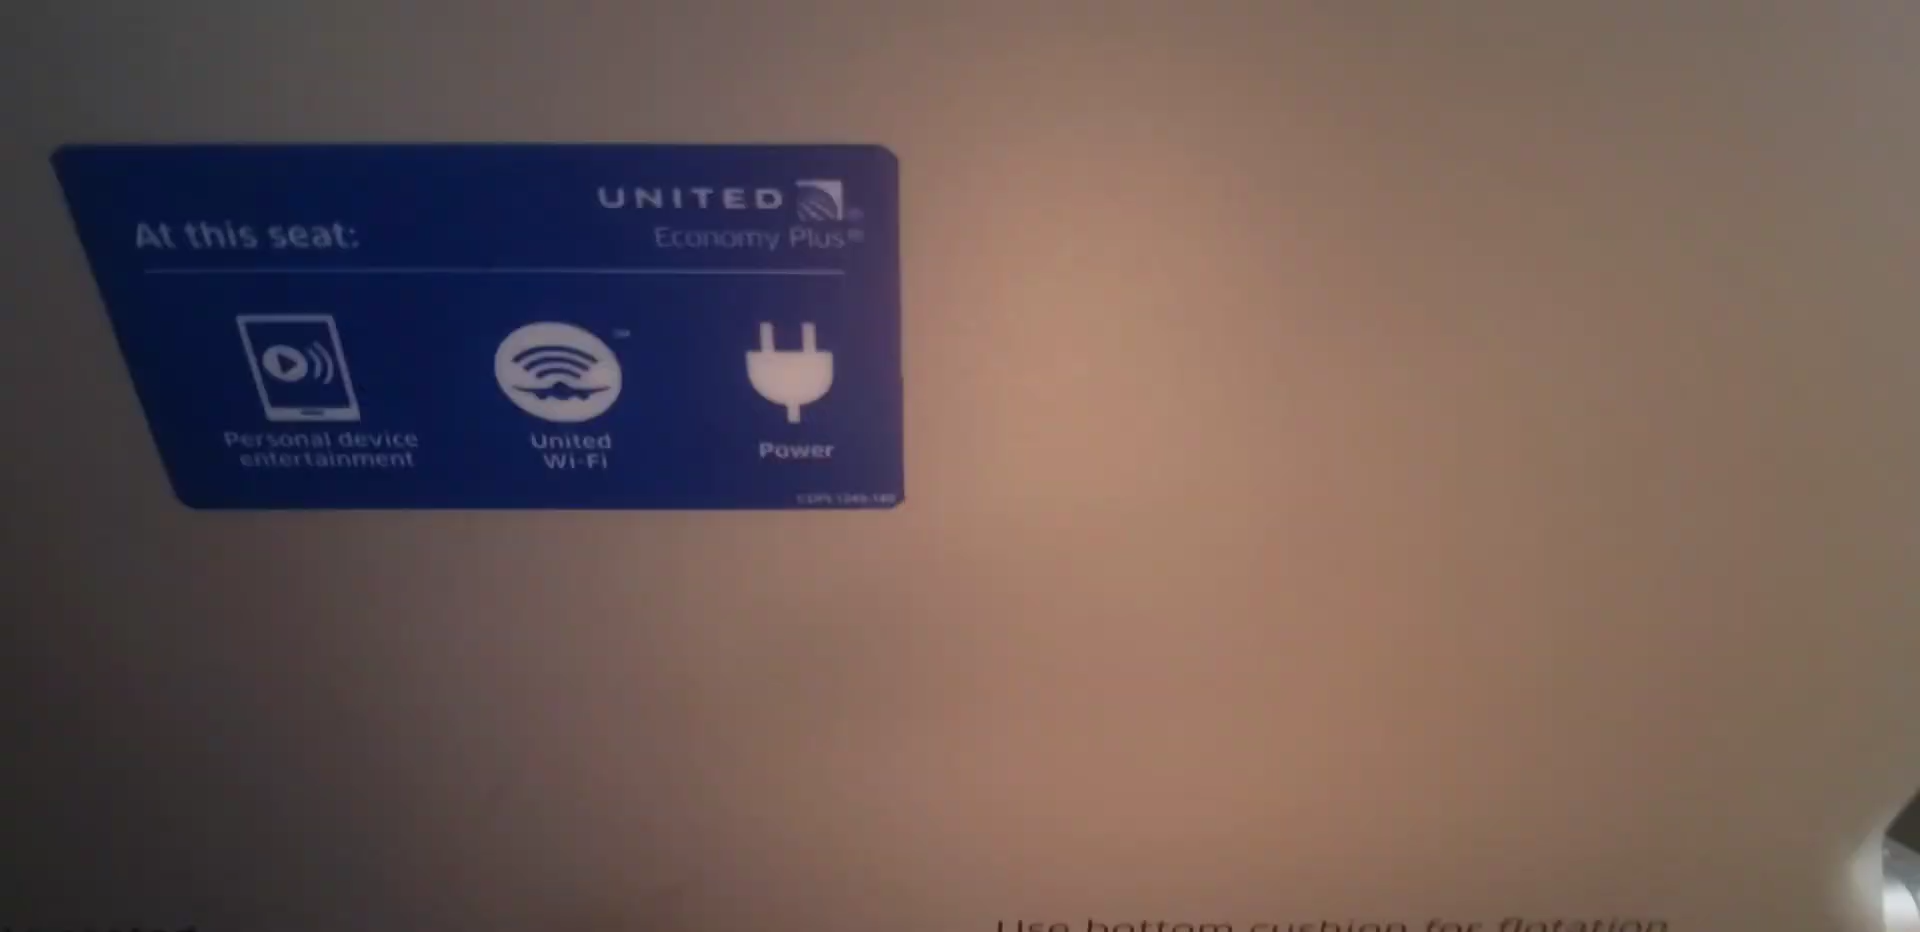 UNITED
Economy Plus®
At this seat:
Personal device
entertainment
United
Wi-Fi
Power
Use bottom cushion for flotation